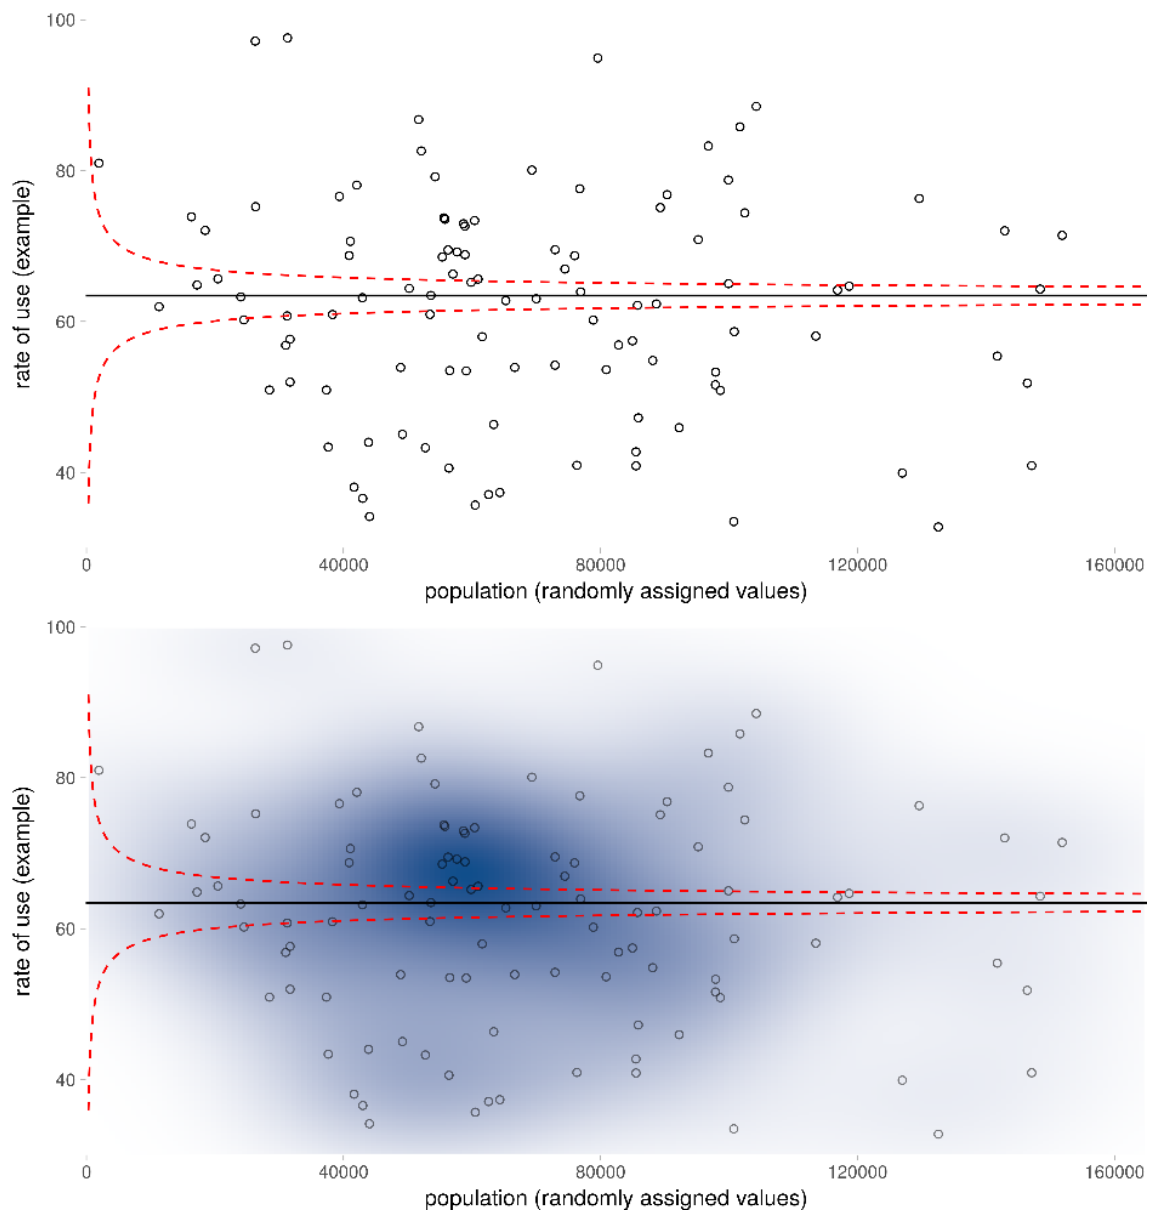 100
80
60
40
rate of use (example)
0 40000 80000 120000 160000
population (randomly assigned values)
100
80
60
40
rate of use (example)
0 40000 80000 120000 160000
population (randomly assigned values)